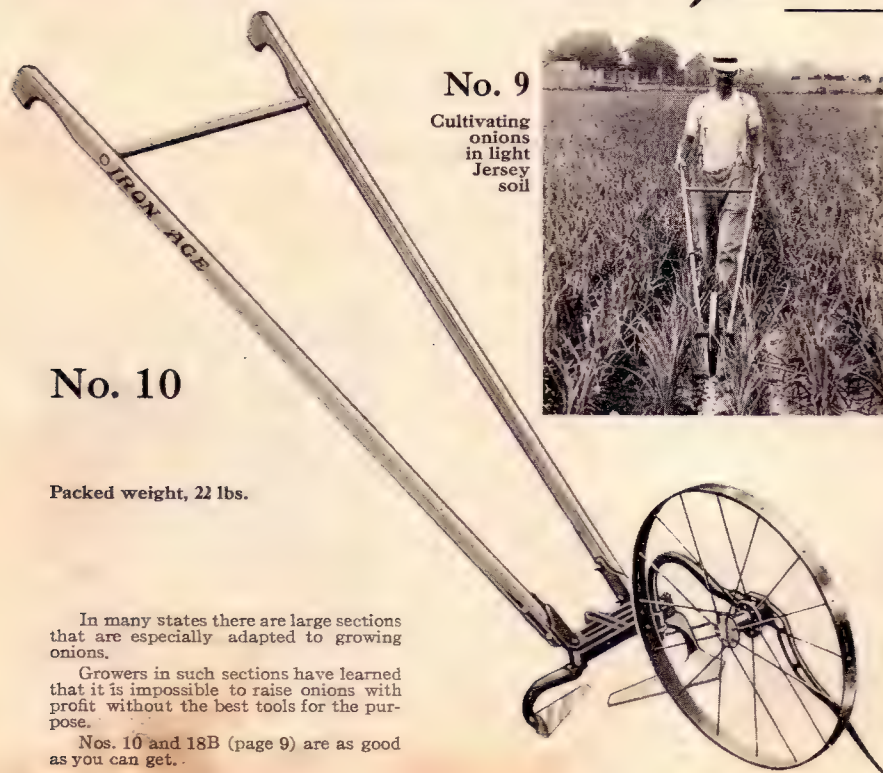 No. 9
Cultivating
onions
in light
Jersey
soil
IRON AGE
No. 10
Packed weight, 22 lbs.
In many states there are large sections
that are especially adapted to growing
onions.
Growers in such sections have learned
that it is impossible to raise onions with
profit without the best tools for the pur-
pose.
Nos. 10 and 18B (page 9) are as good
as you can get.